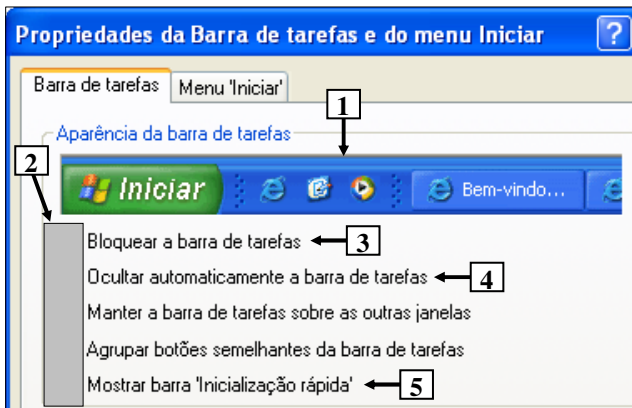 Propriedades da Barra de tarefas e do menu Iniciar ?
Barra de tarefas Menu 'Iniciar'
1
Aparência da barra de tarefas
2
Iniciar Bem-vindo...
Bloquear a barra de tarefas 3
Ocultar automaticamente a barra de tarefas 4
Manter a barra de tarefas sobre as outras janelas
Agrupar botões semelhantes da barra de tarefas
Mostrar barra 'Inicialização rápida' 5